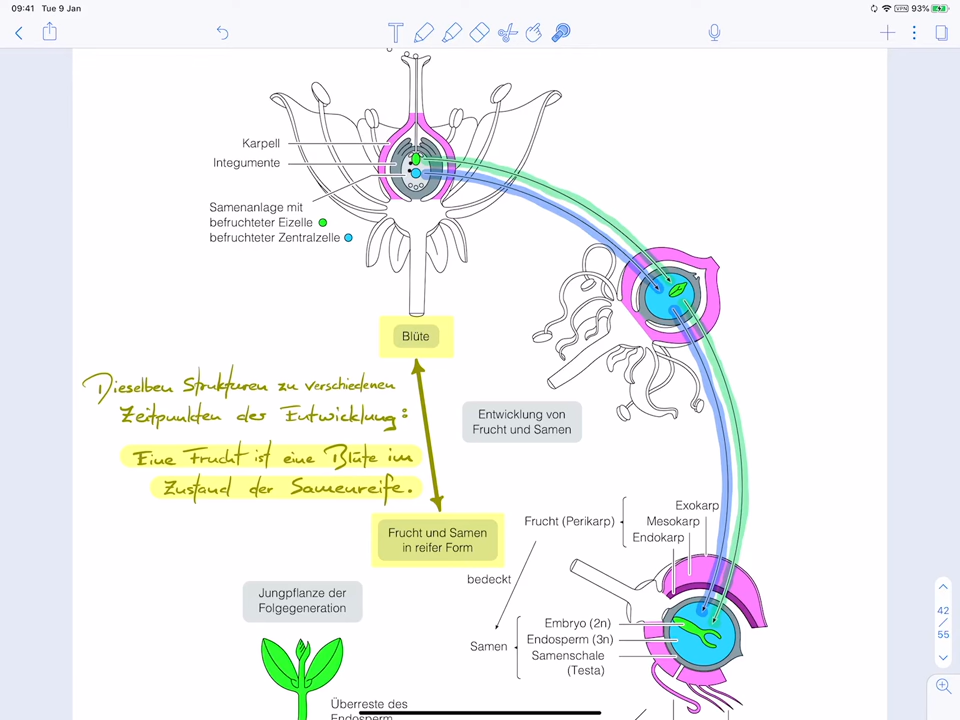 09:41 Tue 9 Jan
VPN 93%
T
Karpell
Integumente
Samenanlage mit
befruchteter Eizelle
befruchteter Zentralzelle
Blüte
Dieselben Strukturen zu verschiedenen
Zeitpunkten der Entwicklung:
Eine Frucht ist eine Blüte im
Zustand der Samenreife.
Entwicklung von
Frucht und Samen
Frucht und Samen
in reifer Form
Frucht (Perikarp)
Exokarp
Mesokarp
Endokarp
bedeckt
Samen
Embryo (2n)
Endosperm (3n)
Samenschale
(Testa)
Jungpflanze der
Folgegeneration
Überreste des
Endosperm
42
/
55